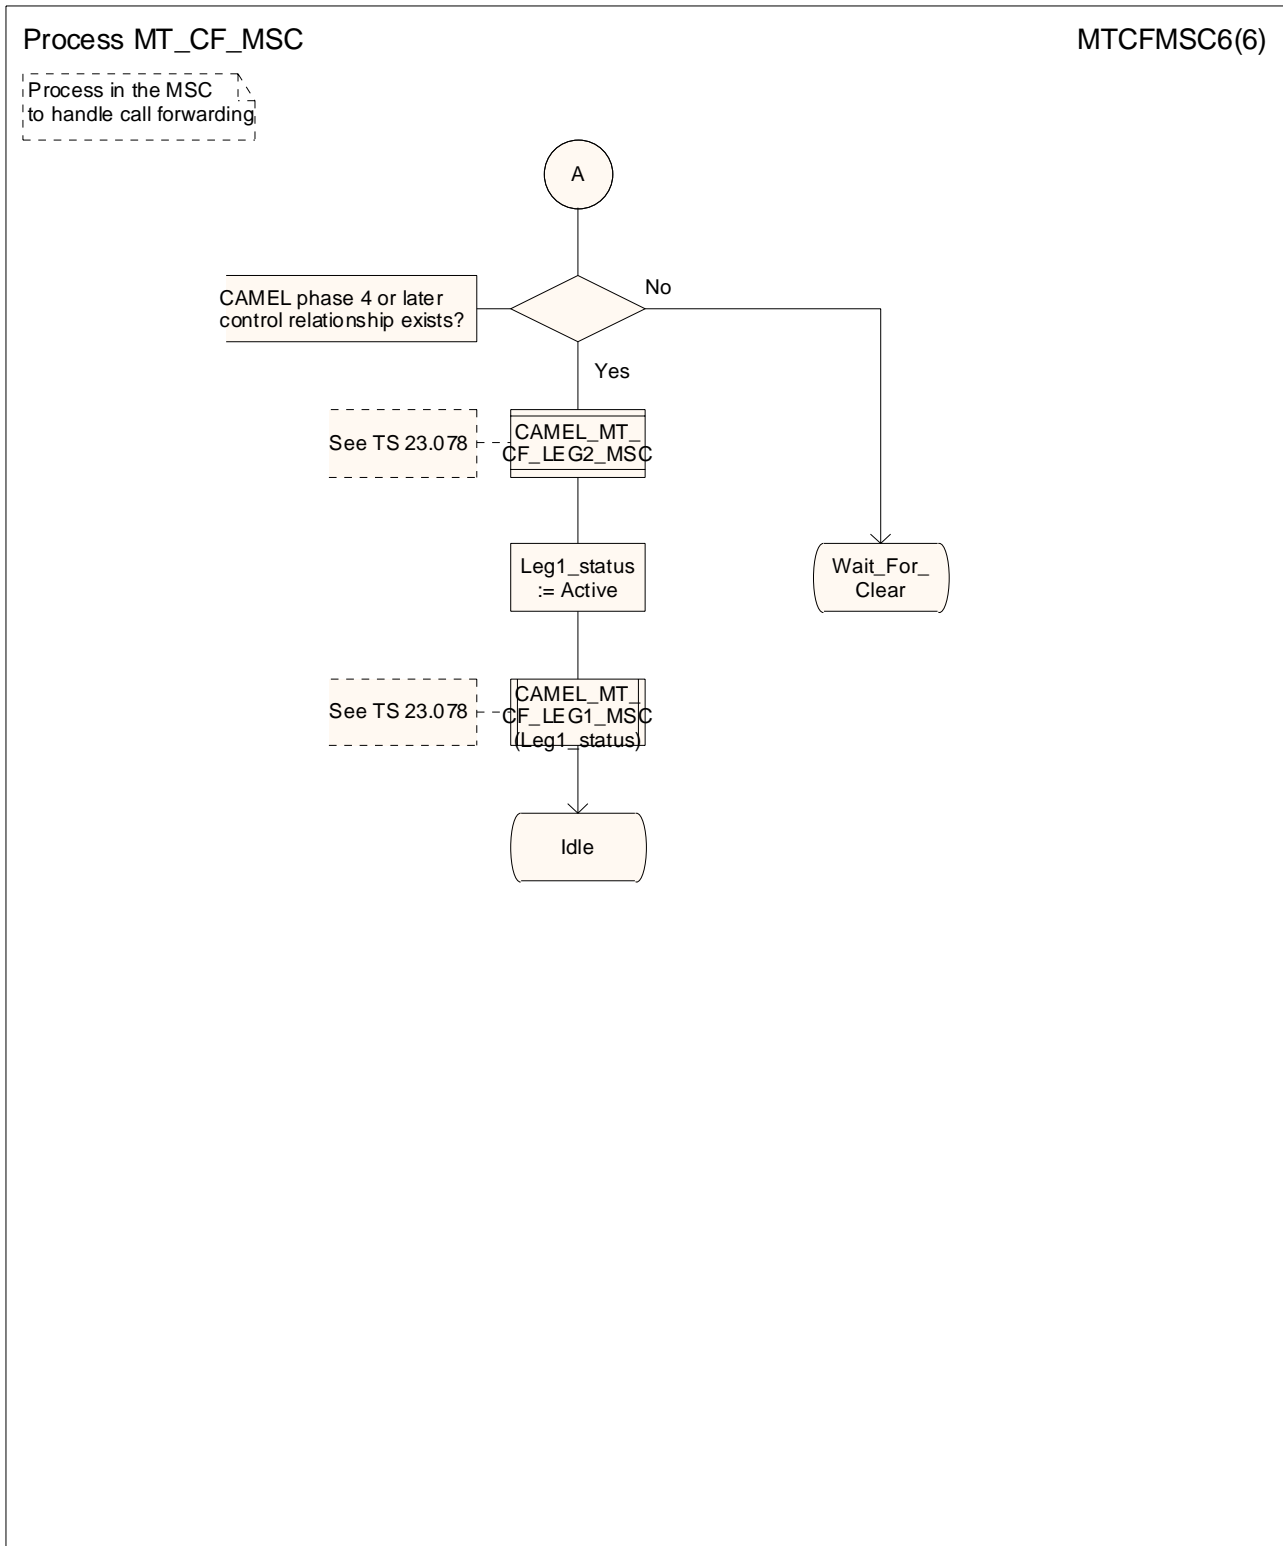 Process MT_CF_MSC
MTCFMSC6(6)
Process in the MSC
to handle call forwarding
A
CAMEL phase 4 or later
control relationship exists?
No
Yes
See TS 23.078
CAMEL_MT_
CF_LEG2_MSC
Leg1_status
:= Active
Wait_For_
Clear
See TS 23.078
CAMEL_MT_
CF_LEG1_MSC
(Leg1_status)
Idle